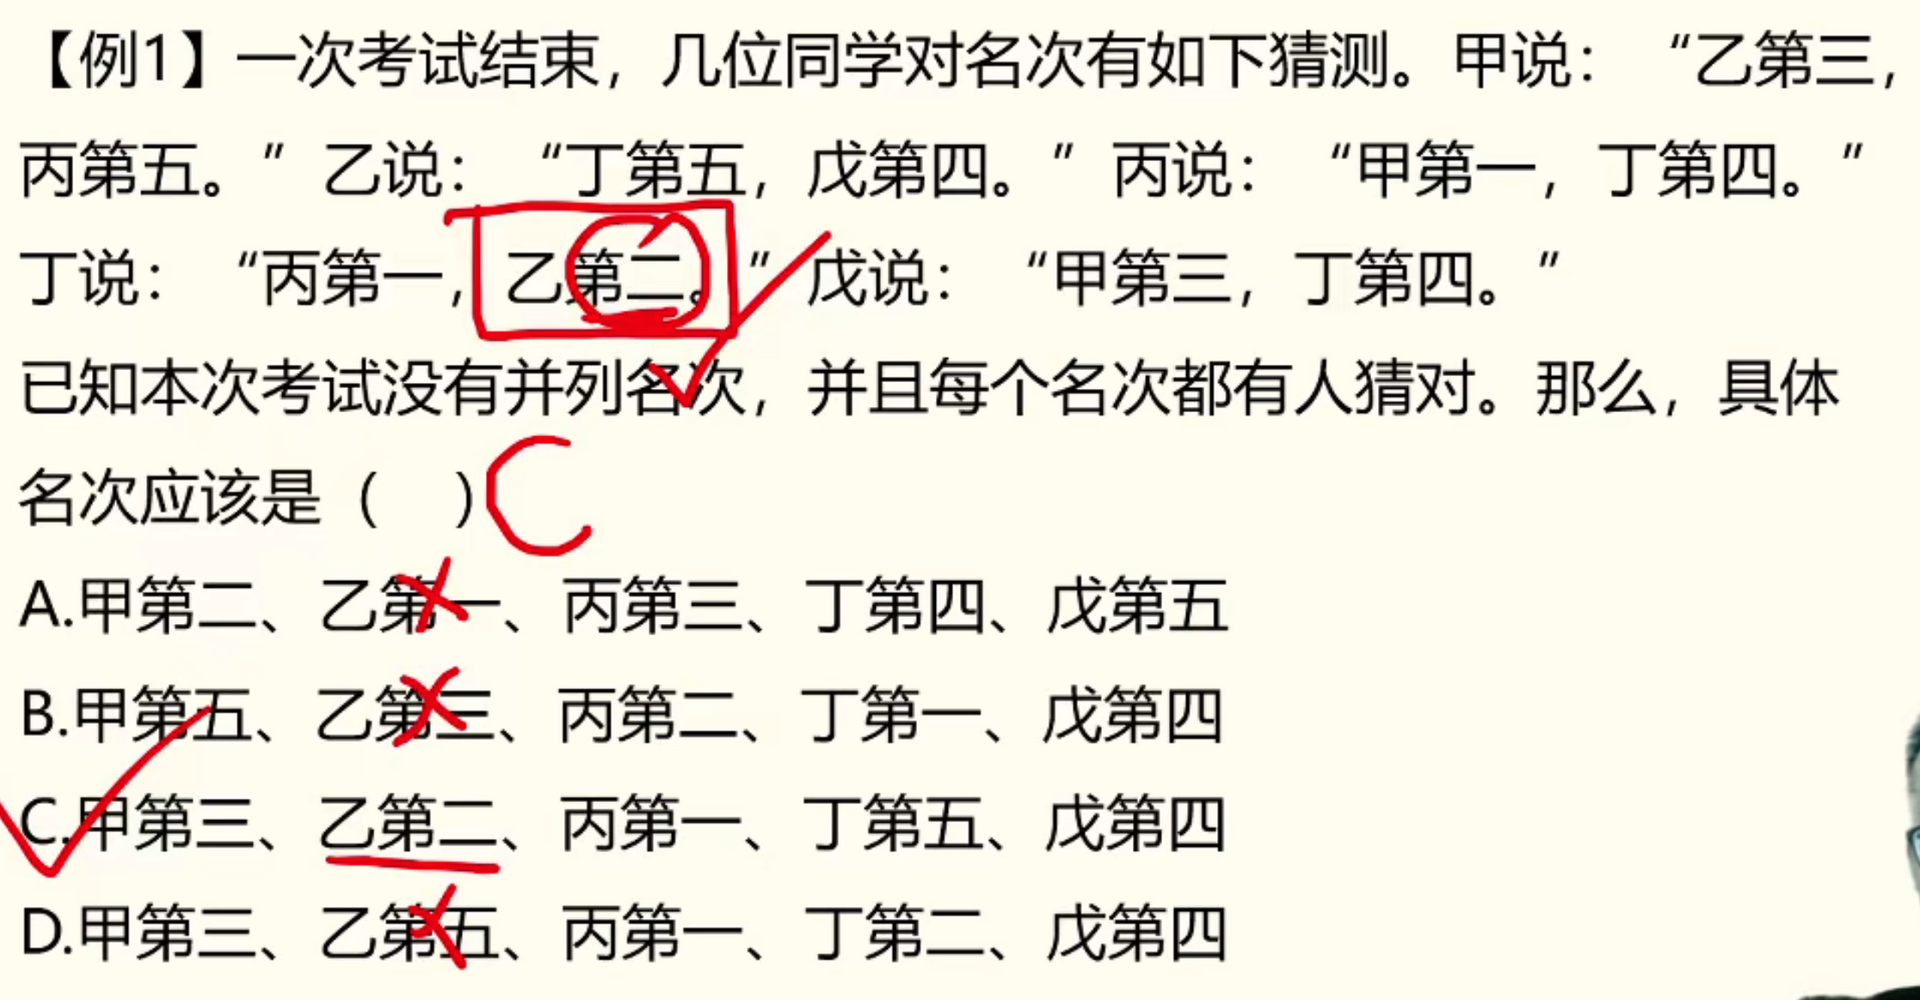 【例1】一次考试结束，几位同学对名次有如下猜测。甲说：“乙第三，
丙第五。”乙说：“丁第五，戊第四。”丙说：“甲第一，丁第四。”
丁说：“丙第一，乙第二。”戊说：“甲第三，丁第四。”
已知本次考试没有并列名次，并且每个名次都有人猜对。那么，具体
名次应该是（ ）C
A.甲第二、乙第一、丙第三、丁第四、戊第五
B.甲第五、乙第三、丙第二、丁第一、戊第四
C.甲第三、乙第二、丙第一、丁第五、戊第四
D.甲第三、乙第五、丙第一、丁第二、戊第四